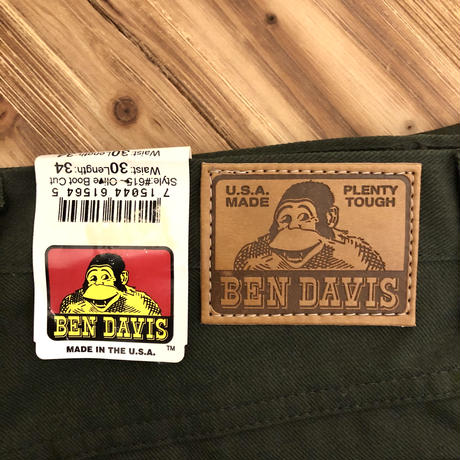 Waist: 30 Length: 34
Style #615 - Olive Boot Cut
7 15044 61564 5
BEN DAVIS
MADE IN THE U.S.A.
TM
U.S.A. PLENTY
MADE TOUGH
BEN DAVIS